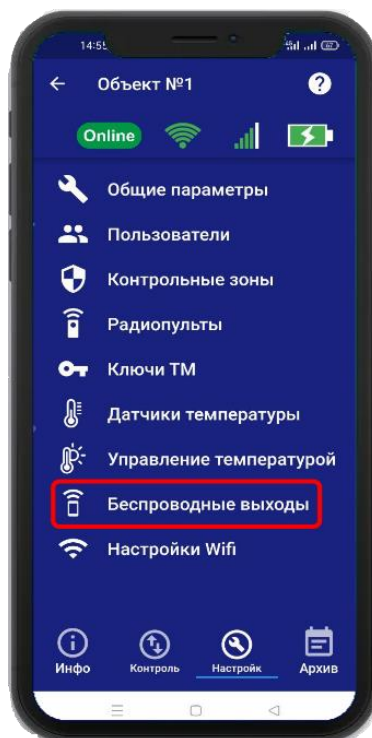 14:55
Объект №1
?
Online
Общие параметры
Пользователи
Контрольные зоны
Радиопульты
Ключи ТМ
Датчики температуры
Управление температурой
Беспроводные выходы
Настройки Wifi
Инфо Контроль Настройк Архив